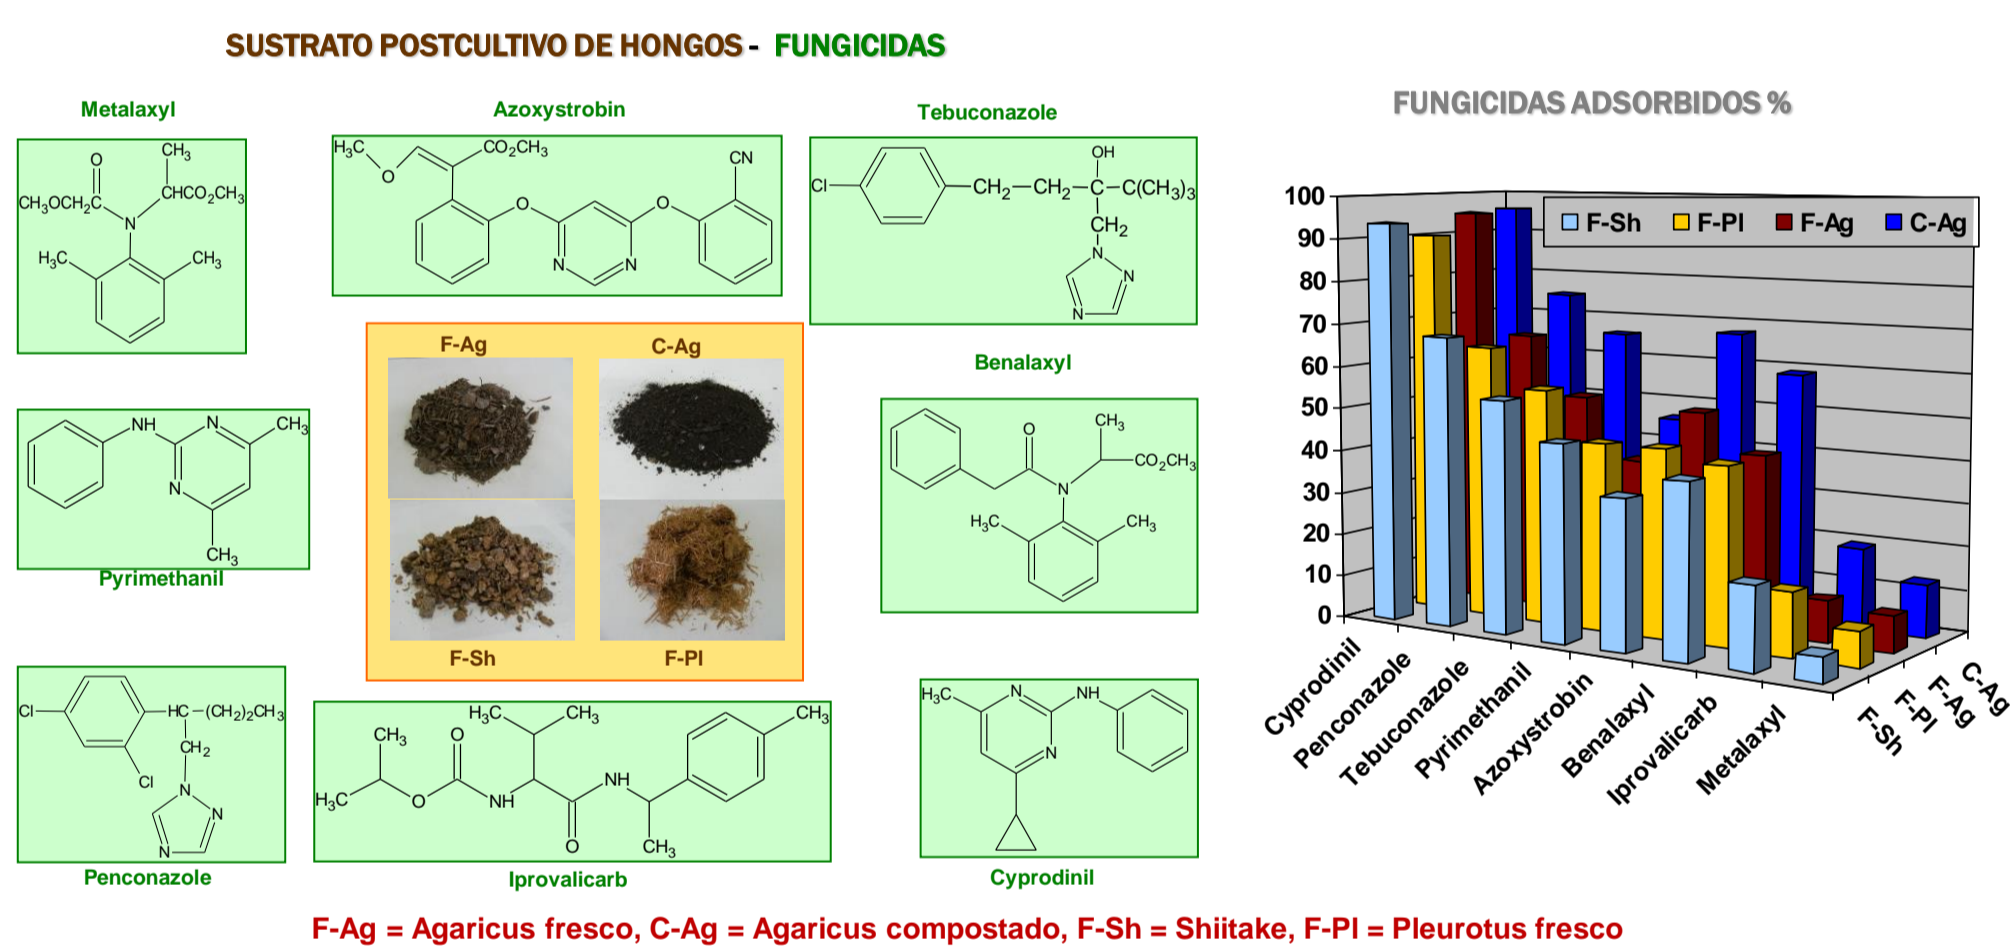 SUSTRATO POSTCULTIVO DE HONGOS - FUNGICIDAS
Metalaxyl
O
CH₃
CH₃OCH₂C
CHCO₂CH₃
N
H₃C
CH₃
Azoxystrobin
H₃C
O
CO₂CH₃
CN
O
O
N
N
Tebuconazole
Cl
CH₂—CH₂—C—C(CH₃)₃
OH
CH₂
N
N
N
Pyrimethanil
NH
N
CH₃
N
CH₃
F-Ag
C-Ag
F-Sh
F-Pl
Benalaxyl
O
CH₃
N
CO₂CH₃
H₃C
CH₃
Penconazole
Cl
HC—(CH₂)₂CH₃
CH₂
Cl
N
N
N
Iprovalicarb
H₃C
CH₃
CH₃
CH₃
O
NH
H₃C
O
NH
O
CH₃
Cyprodinil
H₃C
N
NH
N
FUNGICIDAS ADSORBIDOS %
F-Sh F-Pl F-Ag C-Ag
100
90
80
70
60
50
40
30
20
10
0
Cyprodinil
Penconazole
Tebuconazole
Pyrimethanil
Azoxystrobin
Benalaxyl
Iprovalicarb
Metalaxyl
F-Sh
F-Pl
F-Ag
C-Ag
F-Ag = Agaricus fresco, C-Ag = Agaricus compostado, F-Sh = Shiitake, F-Pl = Pleurotus fresco